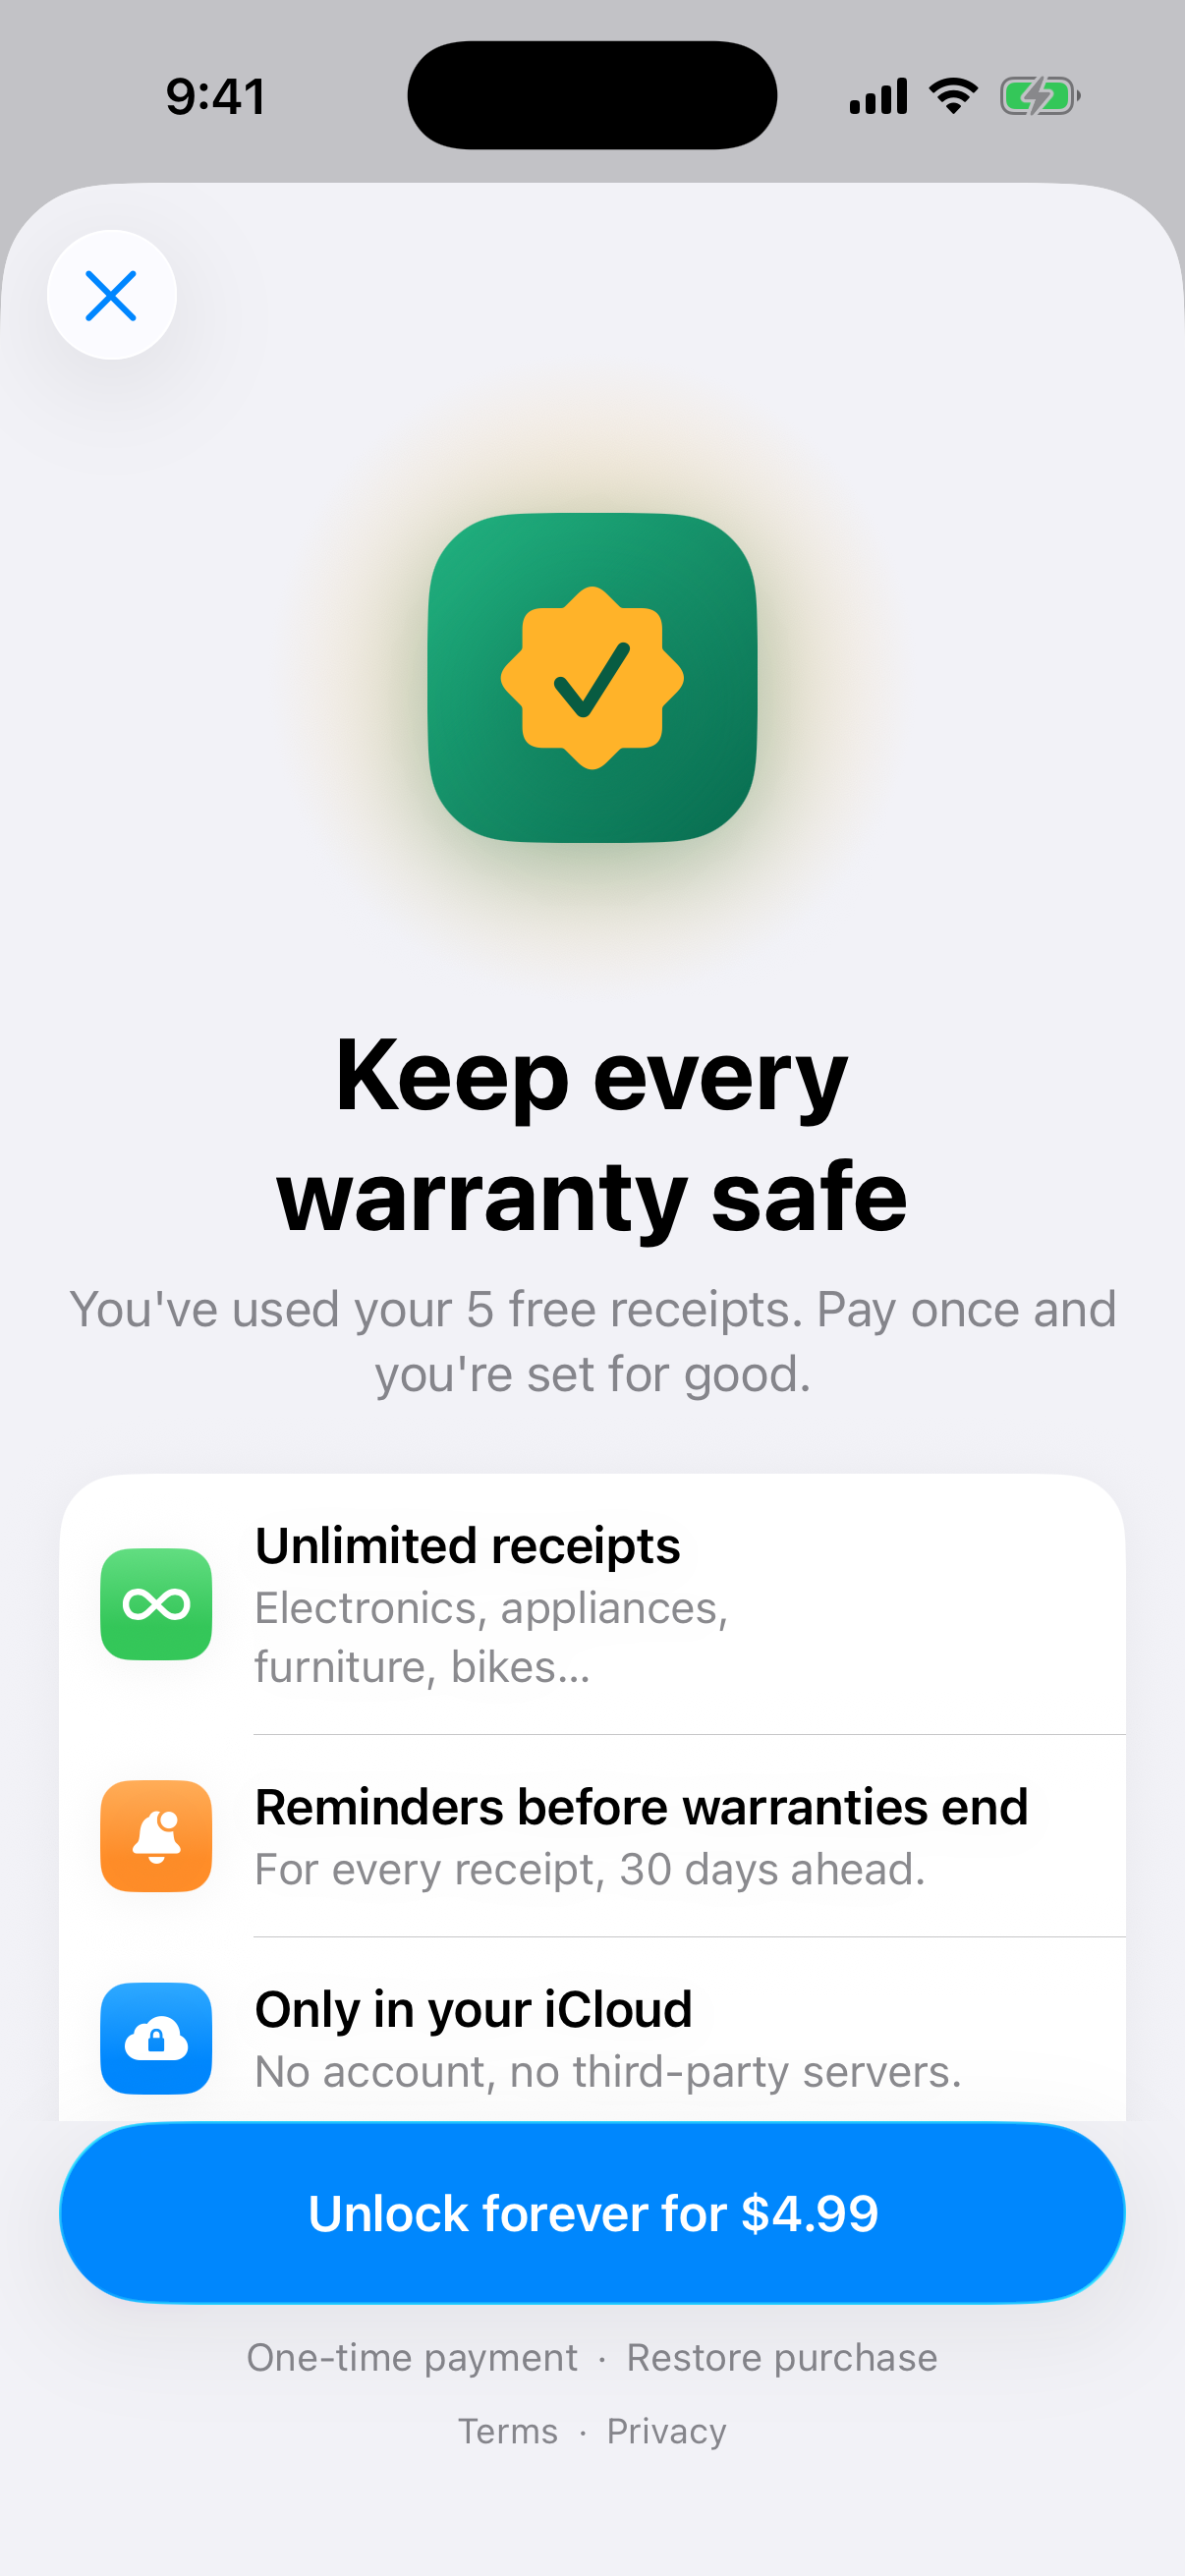 9:41
Keep every
warranty safe
You've used your 5 free receipts. Pay once and
you're set for good.
Unlimited receipts
Electronics, appliances,
furniture, bikes...
Reminders before warranties end
For every receipt, 30 days ahead.
Only in your iCloud
No account, no third-party servers.
Unlock forever for $4.99
One-time payment · Restore purchase
Terms · Privacy